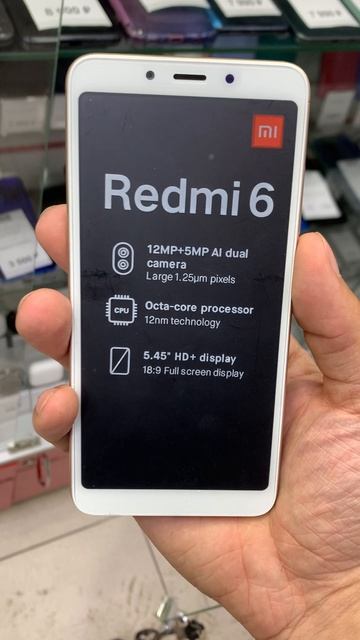 mi
Redmi 6
12MP+5MP AI dual
camera
Large 1.25μm pixels
CPU
Octa-core processor
12nm technology
5.45" HD+ display
18:9 Full screen display